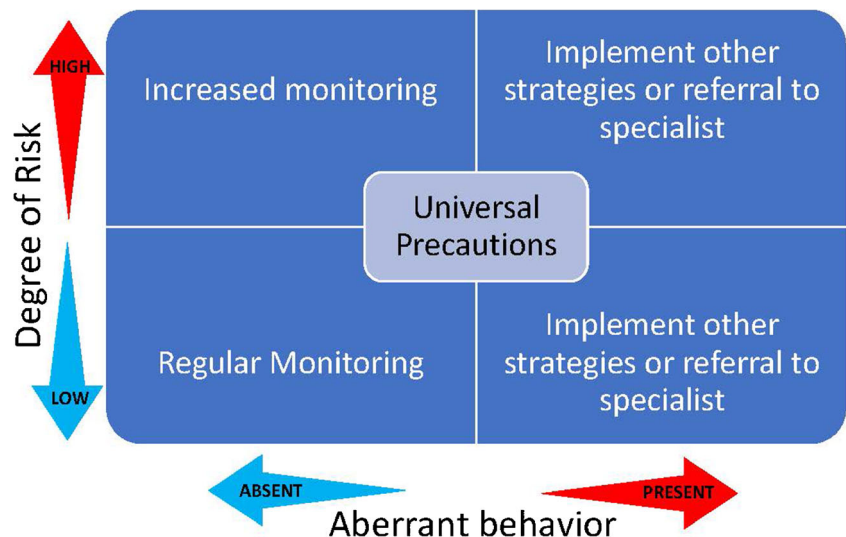 HIGH
Degree of Risk
LOW
Increased monitoring
Implement other
strategies or referral to
specialist
Universal
Precautions
Regular Monitoring
Implement other
strategies or referral to
specialist
ABSENT
PRESENT
Aberrant behavior